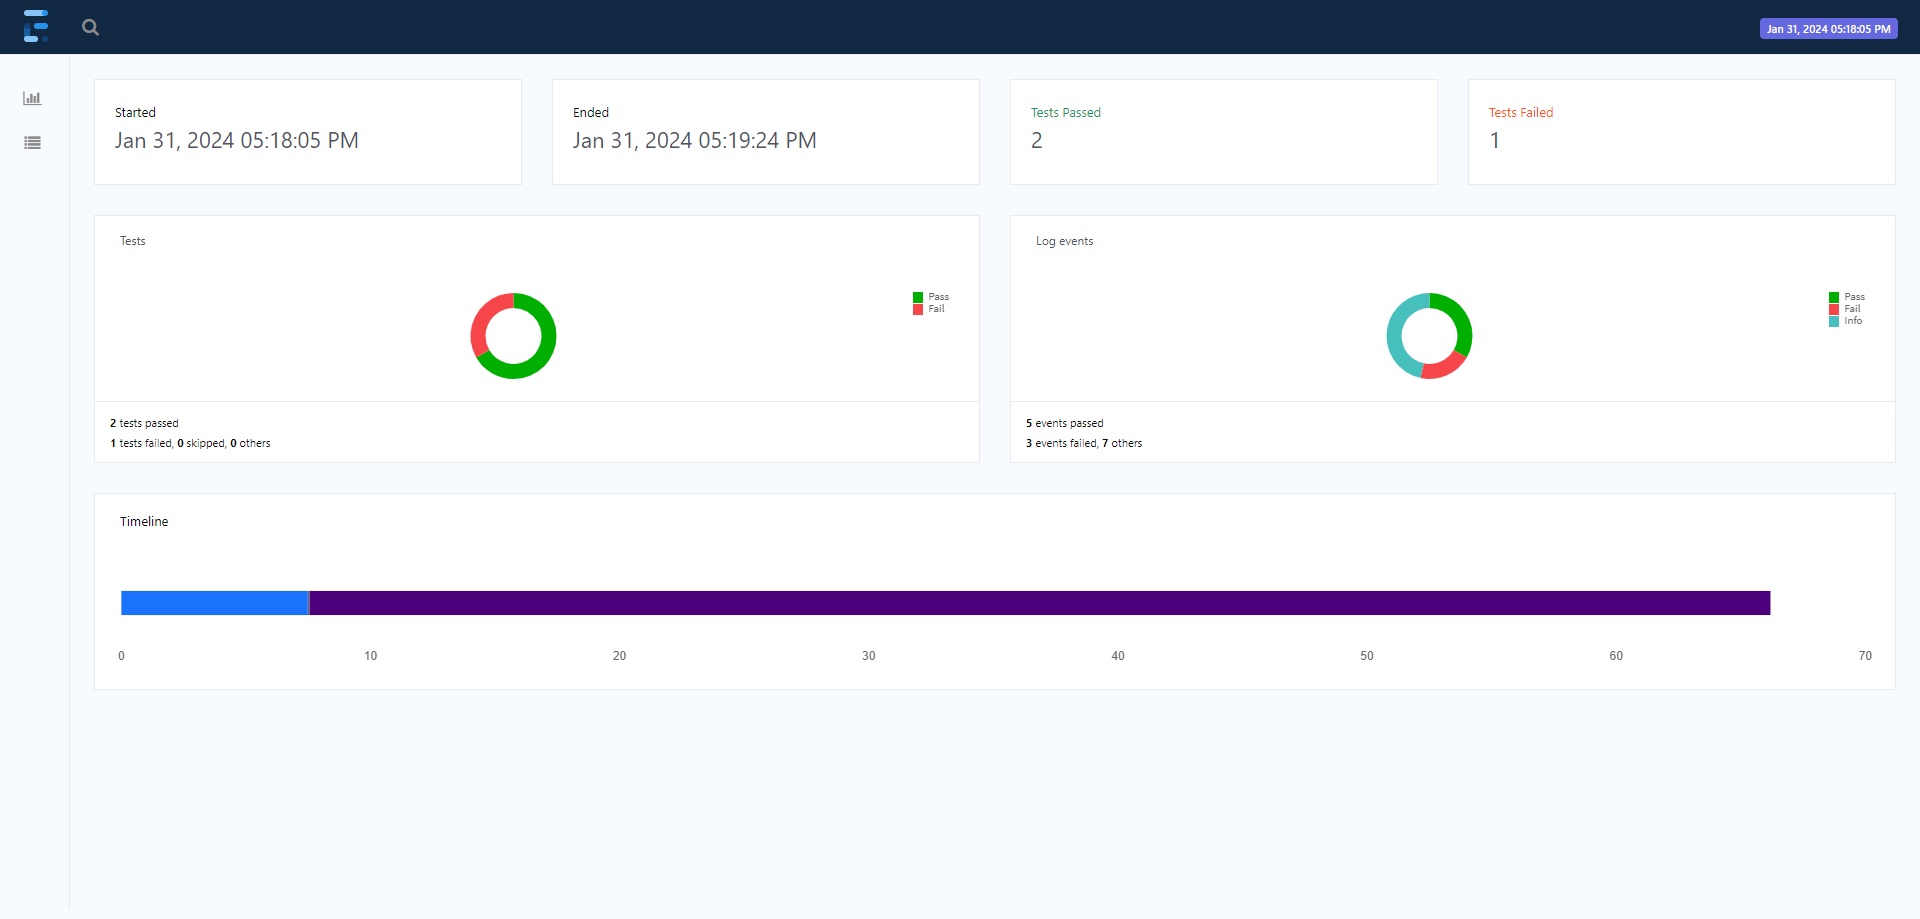 Jan 31, 2024 05:18:05 PM
Started
Jan 31, 2024 05:18:05 PM
Ended
Jan 31, 2024 05:19:24 PM
Tests Passed
2
Tests Failed
1
Tests
Pass
Fail
2 tests passed
1 tests failed, 0 skipped, 0 others
Log events
Pass
Fail
Info
5 events passed
3 events failed, 7 others
Timeline
0 10 20 30 40 50 60 70